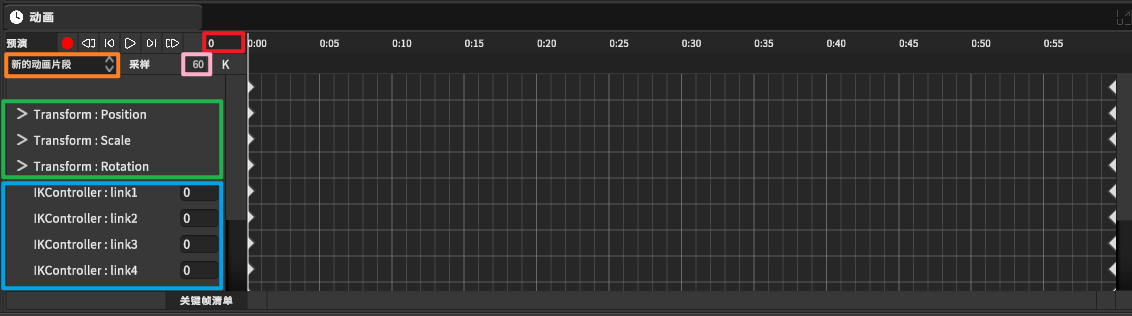 动画
预演 0 0:00 0:05 0:10 0:15 0:20 0:25 0:30 0:35 0:40 0:45 0:50 0:55
新的动画片段 采样 60 K
Transform : Position
Transform : Scale
Transform : Rotation
IKController : link1 0
IKController : link2 0
IKController : link3 0
IKController : link4 0
关键帧清单